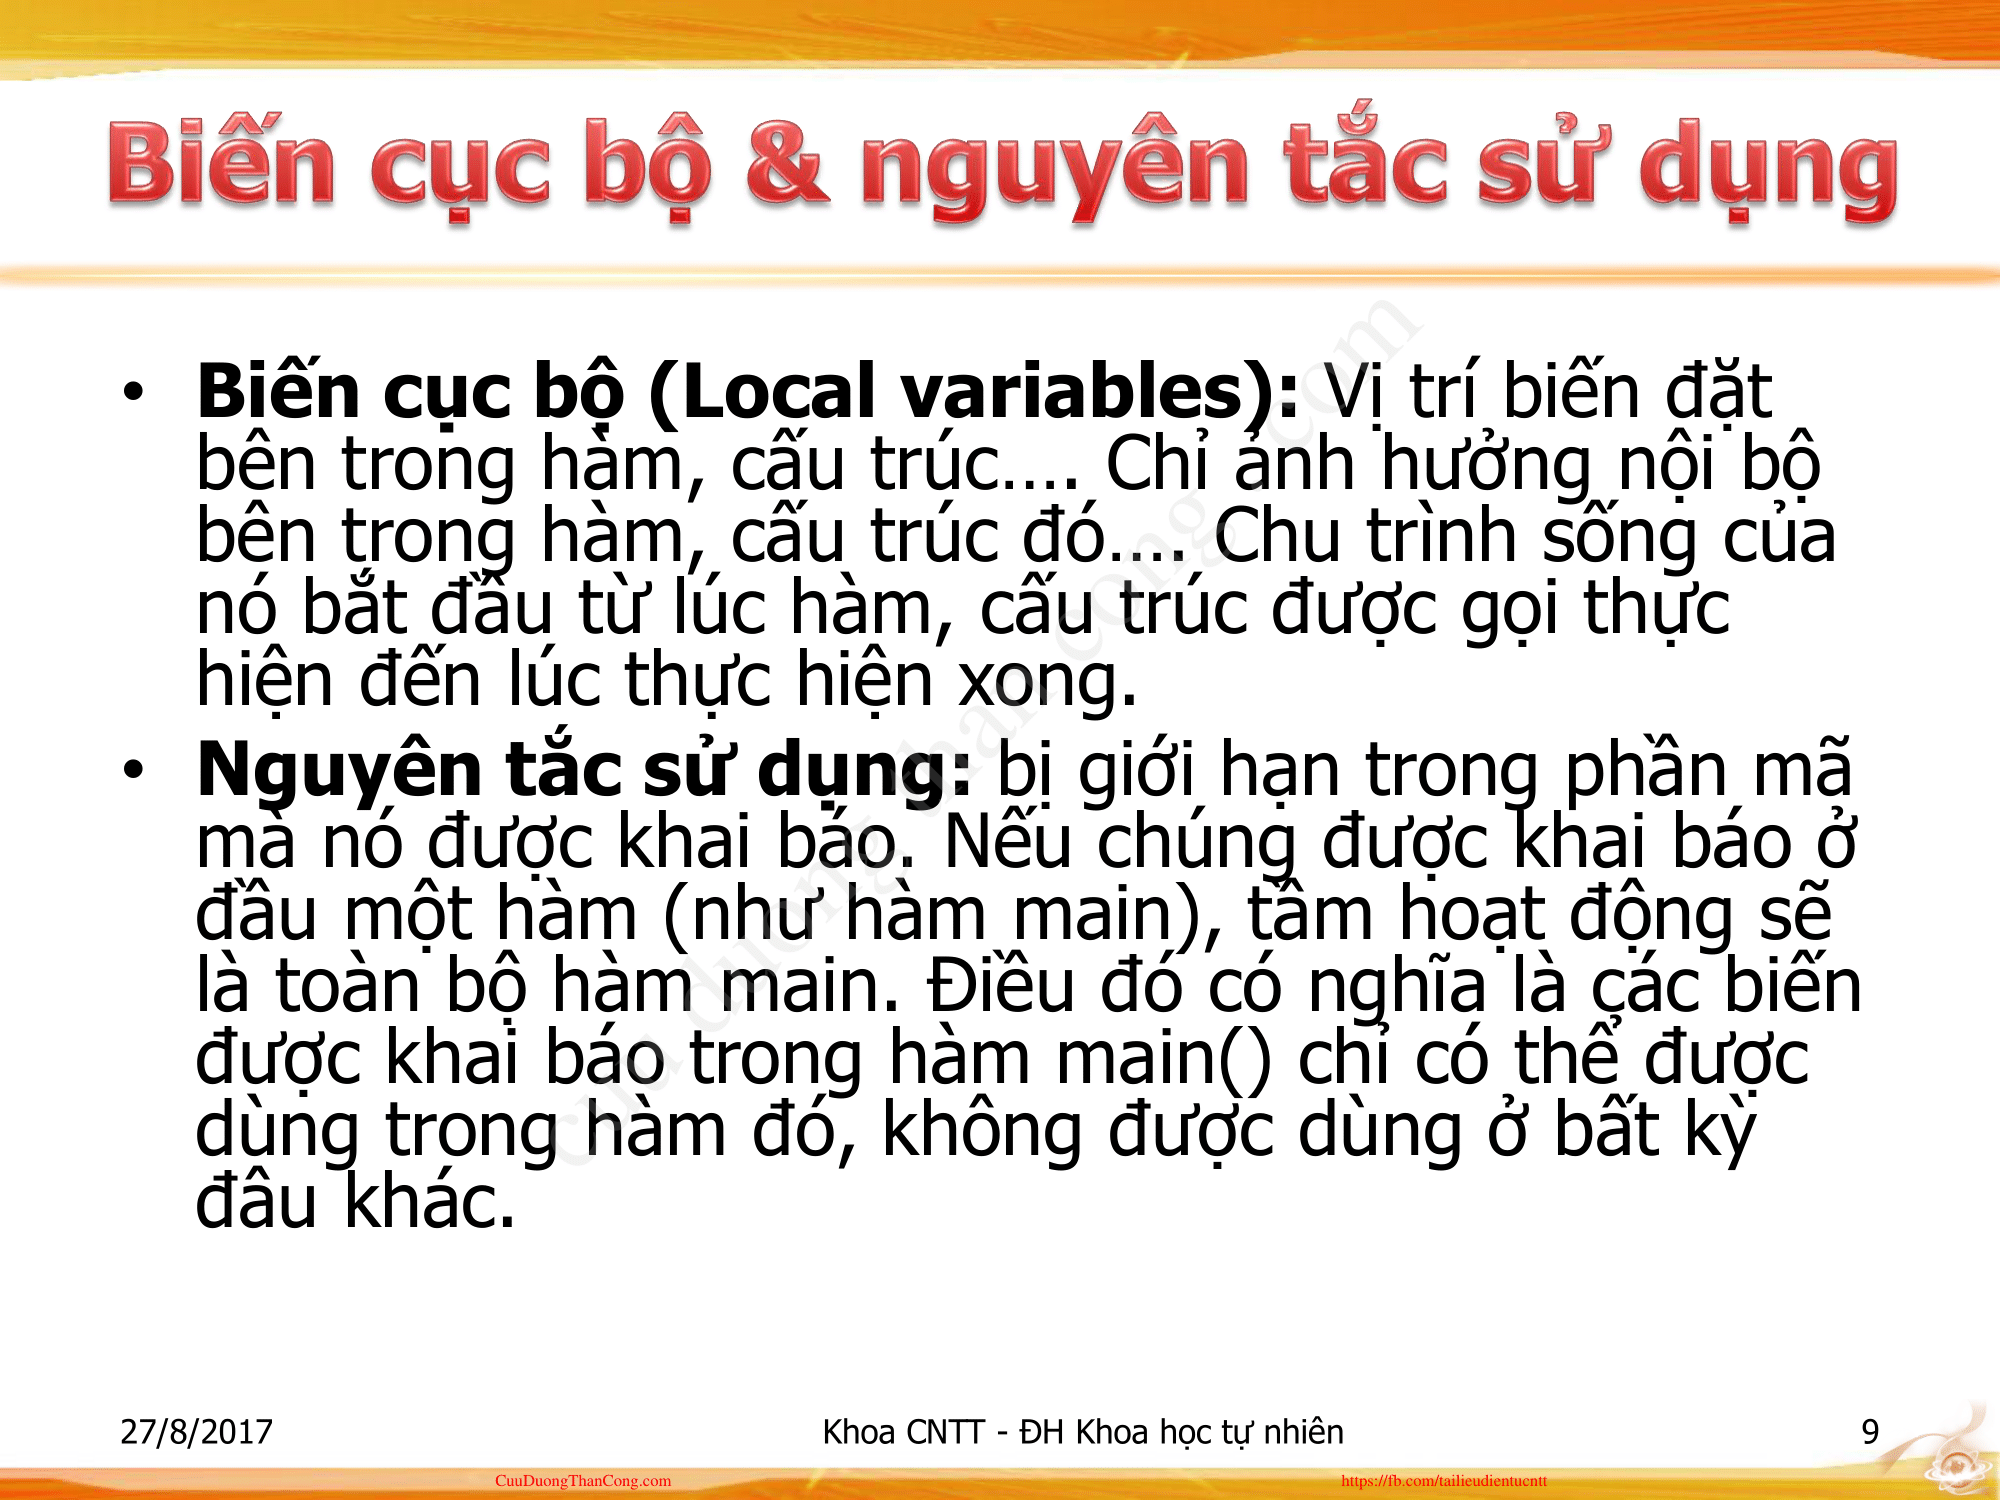 Biến cục bộ & nguyên tắc sử dụng
• Biến cục bộ (Local variables): Vị trí biến đặt
bên trong hàm, cấu trúc…. Chỉ ảnh hưởng nội bộ
bên trong hàm, cấu trúc đó…. Chu trình sống của
nó bắt đầu từ lúc hàm, cấu trúc được gọi thực
hiện đến lúc thực hiện xong.
• Nguyên tắc sử dụng: bị giới hạn trong phần mã
mà nó được khai báo. Nếu chúng được khai báo ở
đầu một hàm (như hàm main), tầm hoạt động sẽ
là toàn bộ hàm main. Điều đó có nghĩa là các biến
được khai báo trong hàm main() chỉ có thể được
dùng trong hàm đó, không được dùng ở bất kỳ
đâu khác.
cuu duong than cong . com
27/8/2017
Khoa CNTT - ĐH Khoa học tự nhiên
9
CuuDuongThanCong.com
https://fb.com/tailieudientucntt